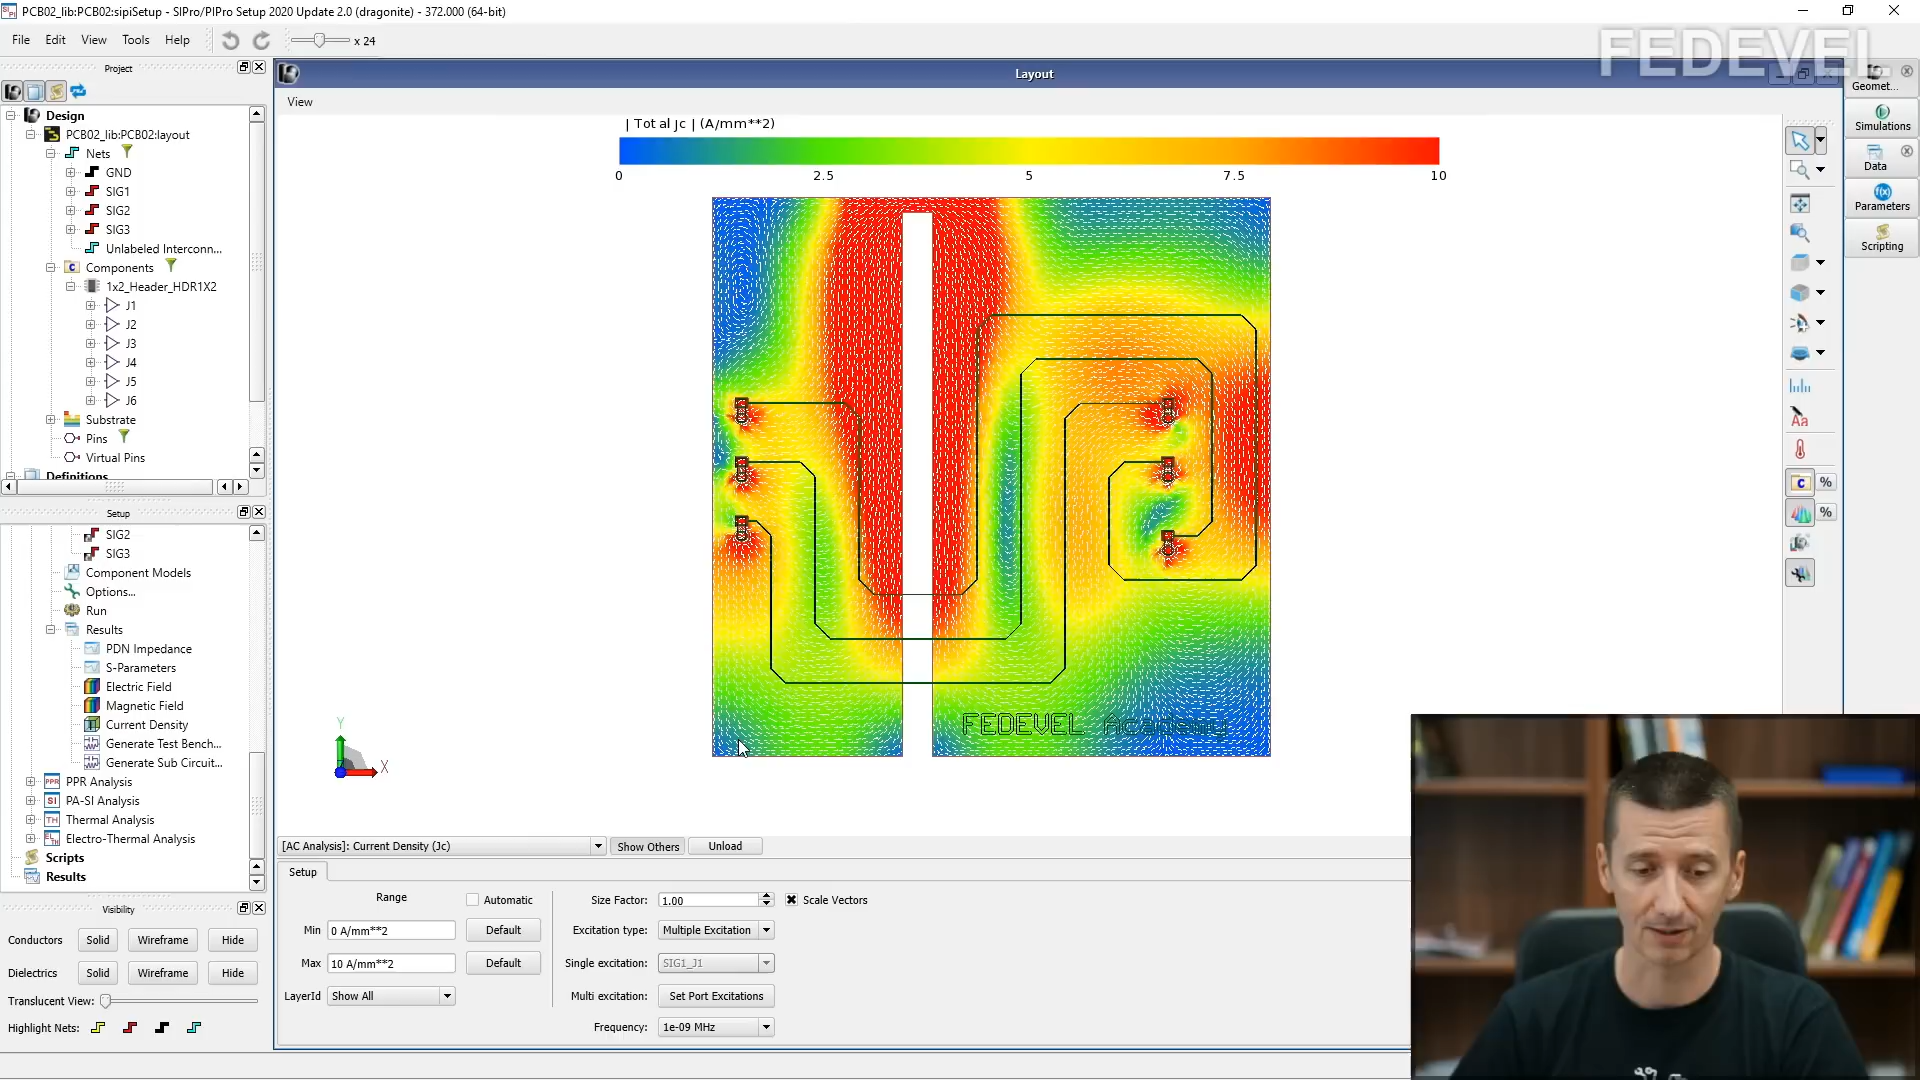 PCB02_lib:PCB02:sipiSetup - SIPro/PIPro Setup 2020 Update 2.0 (dragonite) - 372.000 (64-bit)
File Edit View Tools Help x 24
FEDEVEL
Project
Design
PCB02_lib:PCB02:layout
Nets
GND
SIG1
SIG2
SIG3
Unlabeled Interconn...
Components
1x2_Header_HDR1X2
J1
J2
J3
J4
J5
J6
Substrate
Pins
Virtual Pins
Definitions
Setup
SIG2
SIG3
Component Models
Options...
Run
Results
PDN Impedance
S-Parameters
Electric Field
Magnetic Field
Current Density
Generate Test Bench...
Generate Sub Circuit...
PPR Analysis
PA-SI Analysis
Thermal Analysis
Electro-Thermal Analysis
Scripts
Results
Visibility
Conductors Solid Wireframe Hide
Dielectrics Solid Wireframe Hide
Translucent View:
Highlight Nets:
Layout
View
| Total Jc | (A/mm**2)
0 2.5 5 7.5 10
FEDEVEL Academy
Y
X
[AC Analysis]: Current Density (Jc) Show Others Unload
Setup
Range Automatic
Min 0 A/mm**2 Default
Max 10 A/mm**2 Default
LayerId Show All
Size Factor: 1.00 Scale Vectors
Excitation type: Multiple Excitation
Single excitation: SIG1_J1
Multi excitation: Set Port Excitations
Frequency: 1e-09 MHz
Geomet...
Simulations
Data
Parameters
Scripting